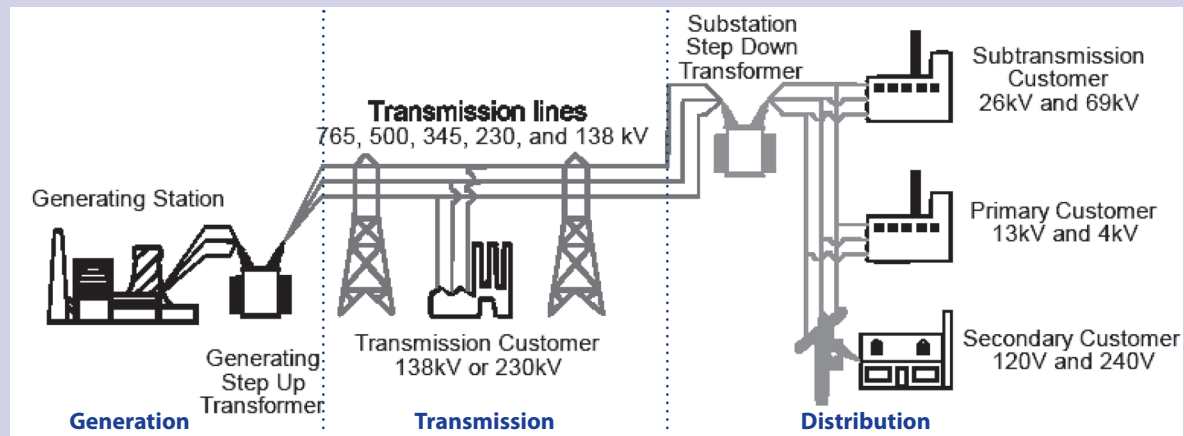 Substation
Step Down
Transformer
Subtransmission
Customer
26kV and 69kV
Transmission lines
765, 500, 345, 230, and 138 kV
Generating Station
Primary Customer
13kV and 4kV
Transmission Customer
138kV or 230kV
Secondary Customer
120V and 240V
Generating
Step Up
Transformer
Generation
Transmission
Distribution